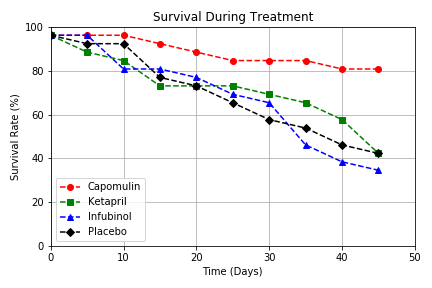 Survival During Treatment
100
80
60
40
20
0
Survival Rate (%)
Capomulin
Ketapril
Infubinol
Placebo
0 10 20 30 40 50
Time (Days)